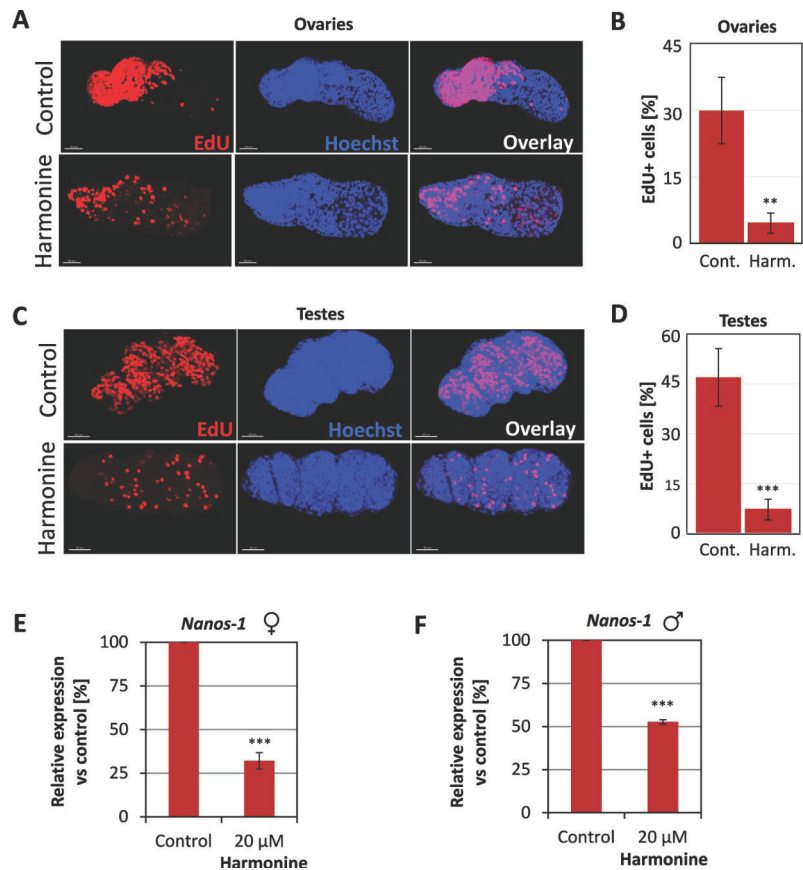 A
Ovaries
Control
EdU
Hoechst
Overlay
Harmonine
B
Ovaries
EdU+ cells [%]
45
30
15
0
**
Cont.
Harm.
C
Testes
Control
EdU
Hoechst
Overlay
Harmonine
D
Testes
EdU+ cells [%]
60
45
30
15
0
***
Cont.
Harm.
E
Nanos-1 ♀
Relative expression
vs control [%]
100
75
50
25
0
***
Control
20 µM
Harmonine
F
Nanos-1 ♂
Relative expression
vs control [%]
100
75
50
25
0
***
Control
20 µM
Harmonine